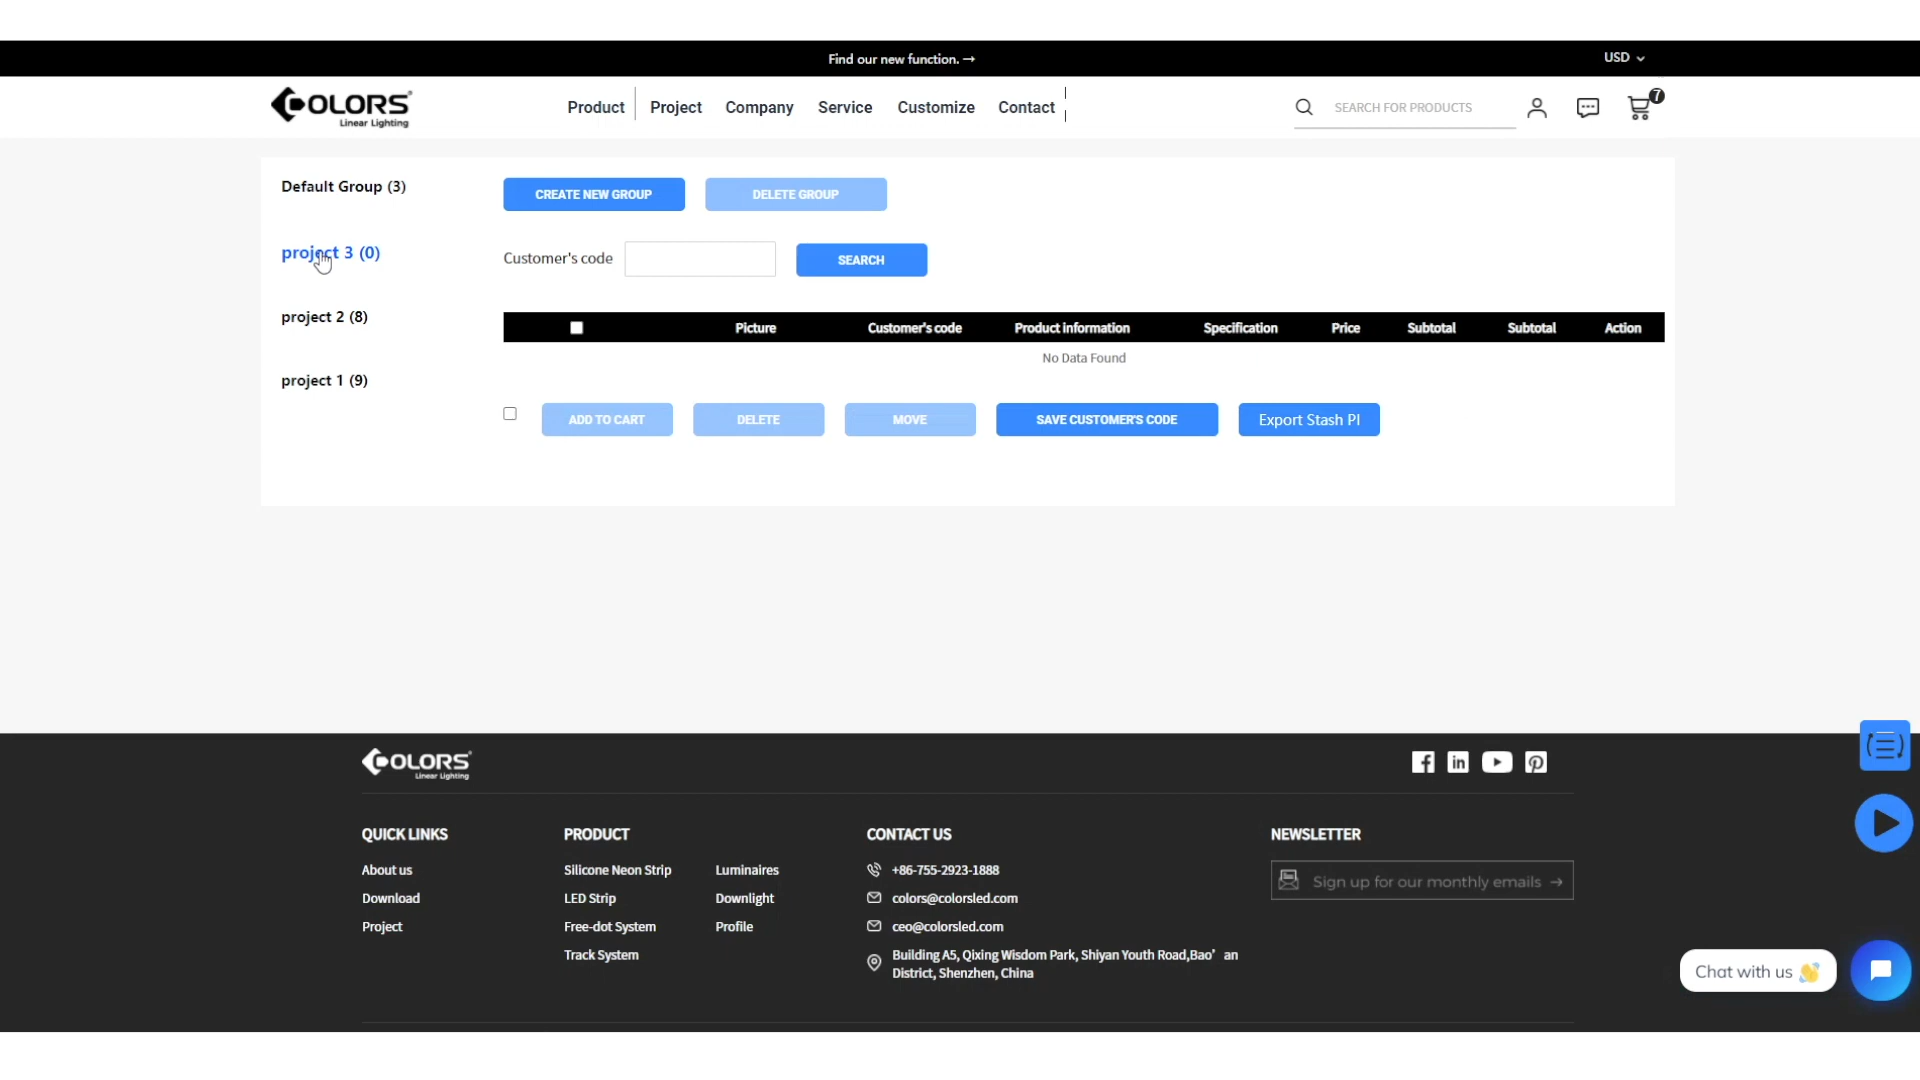 Find our new function. →
USD
COLORS
Linear Lighting
Product Project Company Service Customize Contact
SEARCH FOR PRODUCTS
7
Default Group (3)
CREATE NEW GROUP DELETE GROUP
project 3 (0)
Customer's code SEARCH
project 2 (8)
Picture Customer's code Product information Specification Price Subtotal Subtotal Action
No Data Found
project 1 (9)
ADD TO CART DELETE MOVE SAVE CUSTOMER'S CODE Export Stash PI
COLORS
Linear Lighting
QUICK LINKS PRODUCT CONTACT US NEWSLETTER
About us Silicone Neon Strip Luminaires +86-755-2923-1888
Sign up for our monthly emails →
Download LED Strip Downlight colors@colorsled.com
Project Free-dot System Profile ceo@colorsled.com
Track System Building A5, Qixing Wisdom Park, Shiyan Youth Road,Bao' an
District, Shenzhen, China
Chat with us 👋